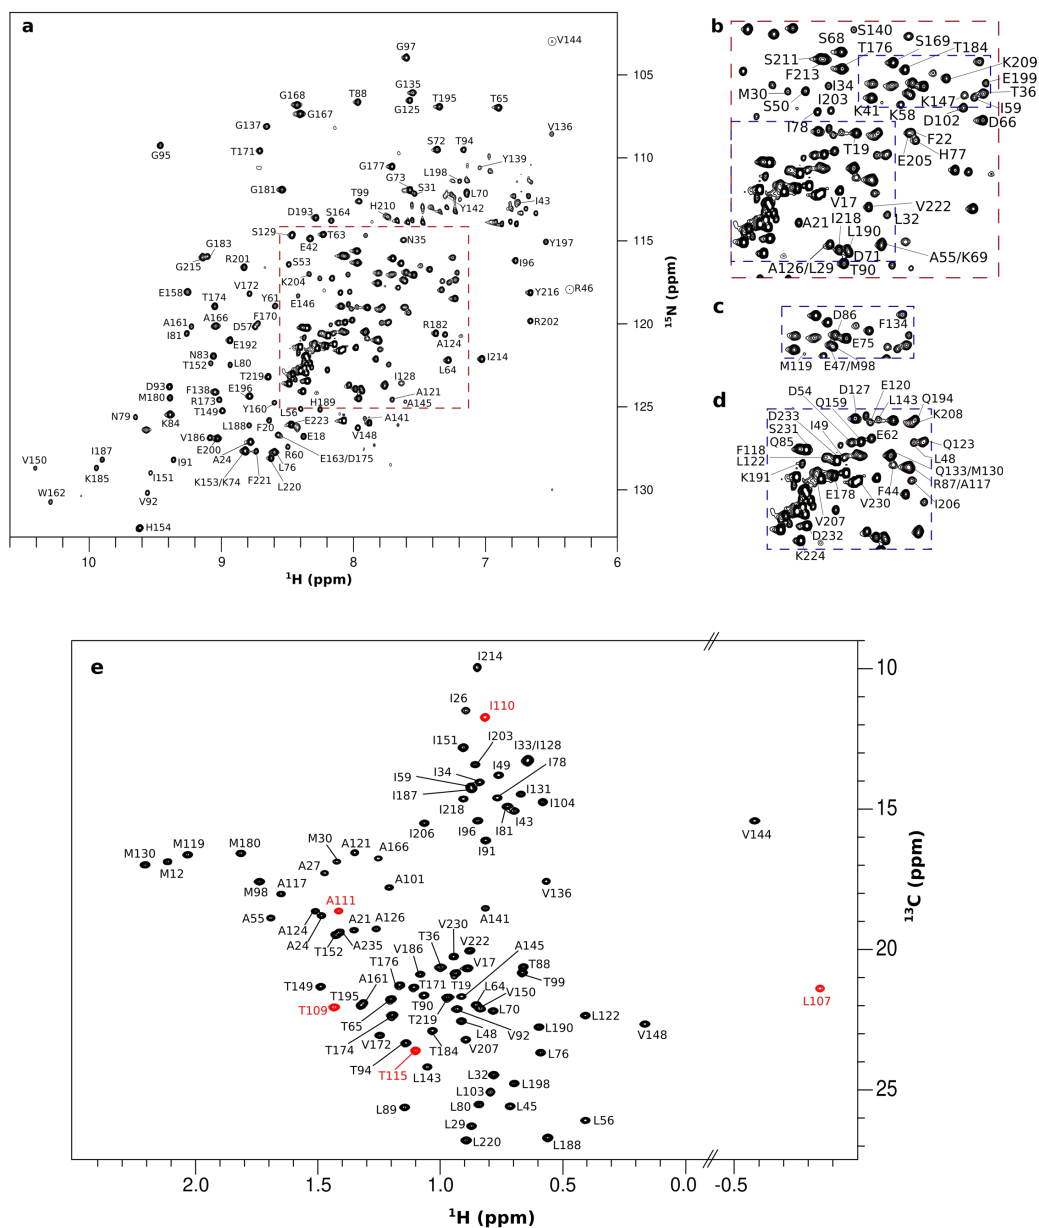 a
V144
G97
G135
G168
T88
G125
T195
T65
G167
G137
V136
S72
T94
G95
T171
Y139
G177
L198
G73
S31
G181
L70
T99
Y142
I43
H210
D193
S164
S129
T63
E42
N35
Y197
G183
R201
G215
S53
I96
K204
V172
E158
Y61
E146
Y216
R46
T174
A161
A166
F170
D57
R202
I81
R182
E192
A124
N83
T152
L80
L64
I214
T219
D93
F138
E196
I128
M180
R173
H189
A121
T149
Y160
A145
N79
K84
L56
E223
A141
L188
F20
E18
V148
V186
E200
E163/D175
A24
R60
I187
I91
L76
V150
K185
I151
K153/K74
F221
L220
W162
V92
H154
105
110
115
120
125
130
10
9
8
7
6
¹H (ppm)
¹⁵N (ppm)
b
S140
S68
T176
S169
T184
S211
K209
F213
I34
E199
M30
T36
S50
K147
I203
K41
K58
I59
T78
D102
D66
F22
T19
E205
H77
V17
V222
A21
I218
L32
L190
D71
A55/K69
A126/L29
T90
c
D86
F134
E75
M119
E47/M98
d
D54
D127
E120
Q159
L143
Q194
D233
I49
K208
S231
E62
Q85
Q123
F118
L48
L122
Q133/M130
K191
F44
R87/A117
E178
V230
I206
V207
D232
K224
e
I214
I26
I110
I151
I203
I33/I128
I34
I49
I78
I59
I187
I131
I218
I104
I81
I43
I206
I96
V144
I91
M119
M180
M30
A121
M130
A166
M12
A27
A117
M98
A101
V136
A111
A126
A141
A55
A21
A124
V230
A24
A235
T152
T36
V222
V186
A145
T176
V17
T88
A161
T99
T149
T171
T19
L64
T195
V150
L107
T90
T109
L70
T65
T219
L122
L190
V148
V92
L48
T174
V172
T184
V207
T94
L76
T115
L143
L32
L198
L103
L89
L80
L45
L56
L29
L220
L188
10
15
20
25
2.0
1.5
1.0
0.5
0.0
-0.5
¹H (ppm)
¹³C (ppm)